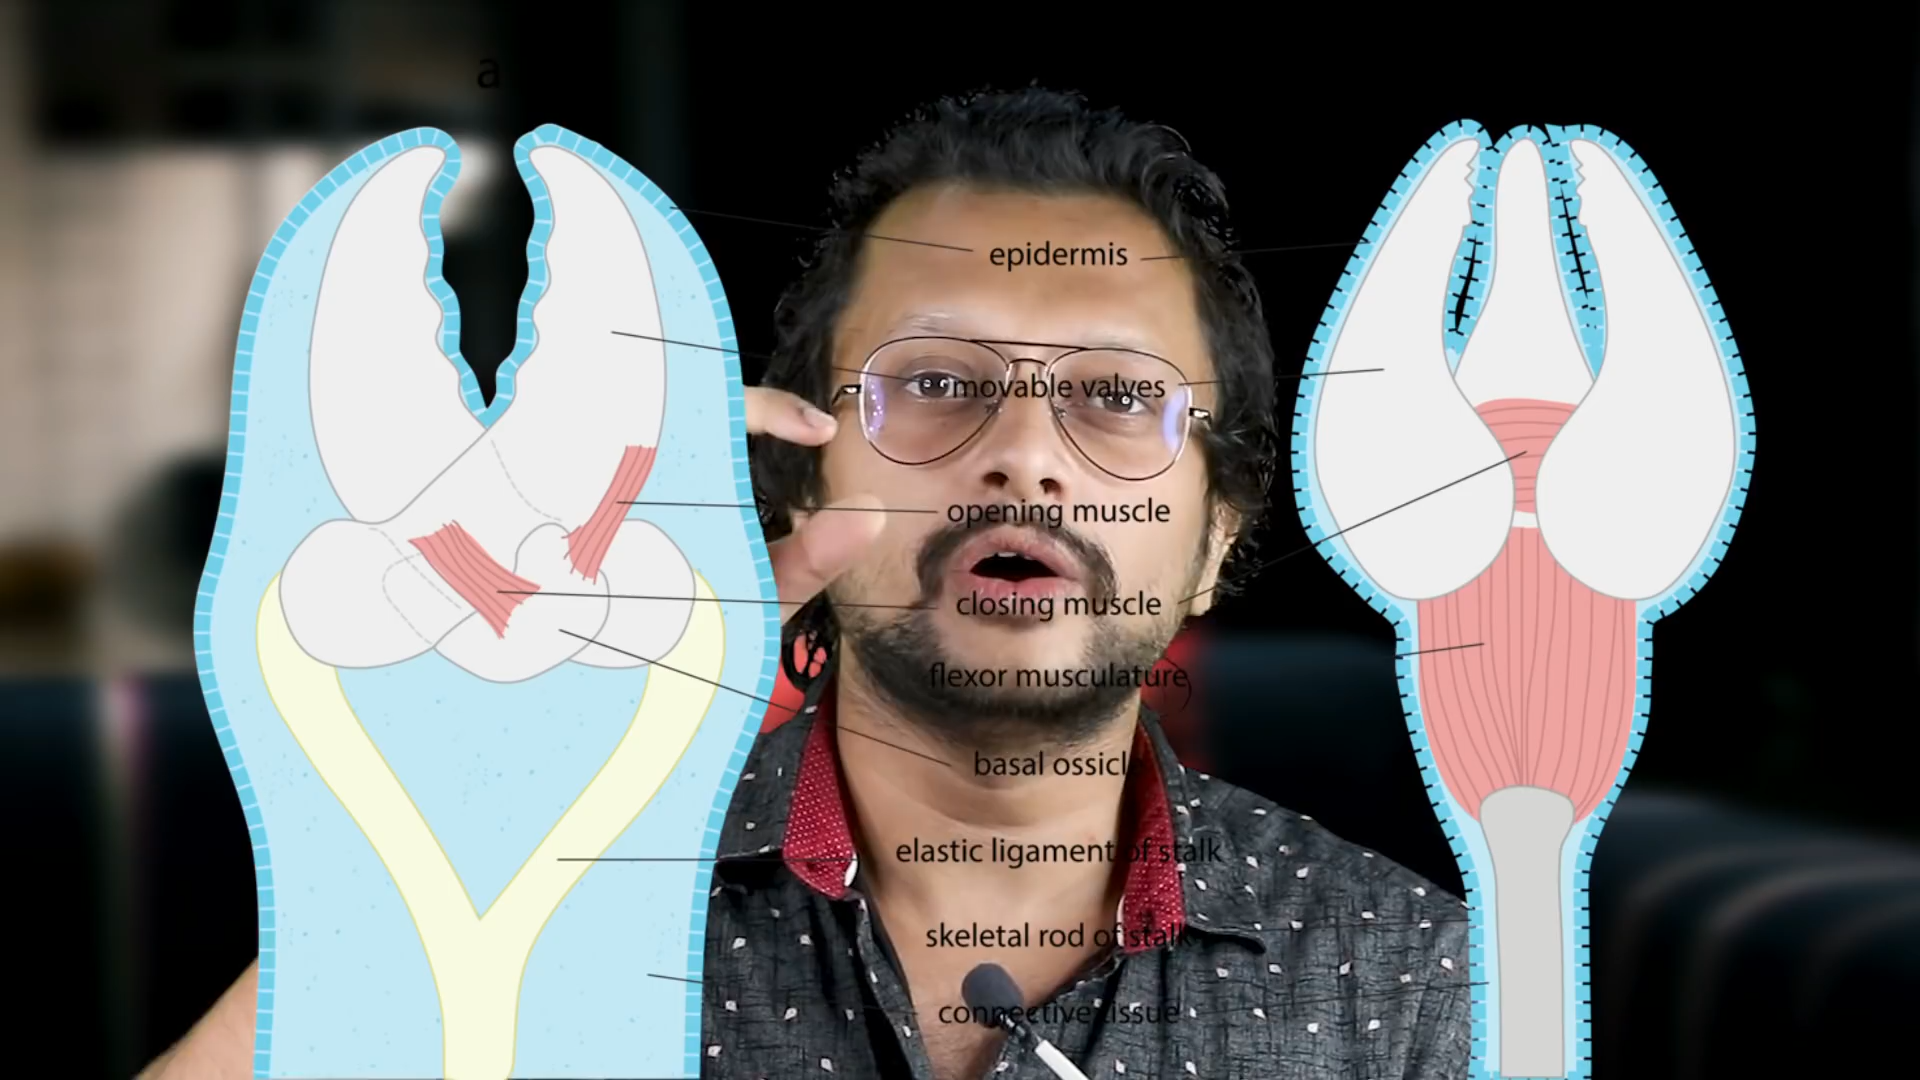 a
epidermis
movable valves
opening muscle
closing muscle
flexor musculature
basal ossicle
elastic ligament of stalk
skeletal rod of stalk
connective tissue